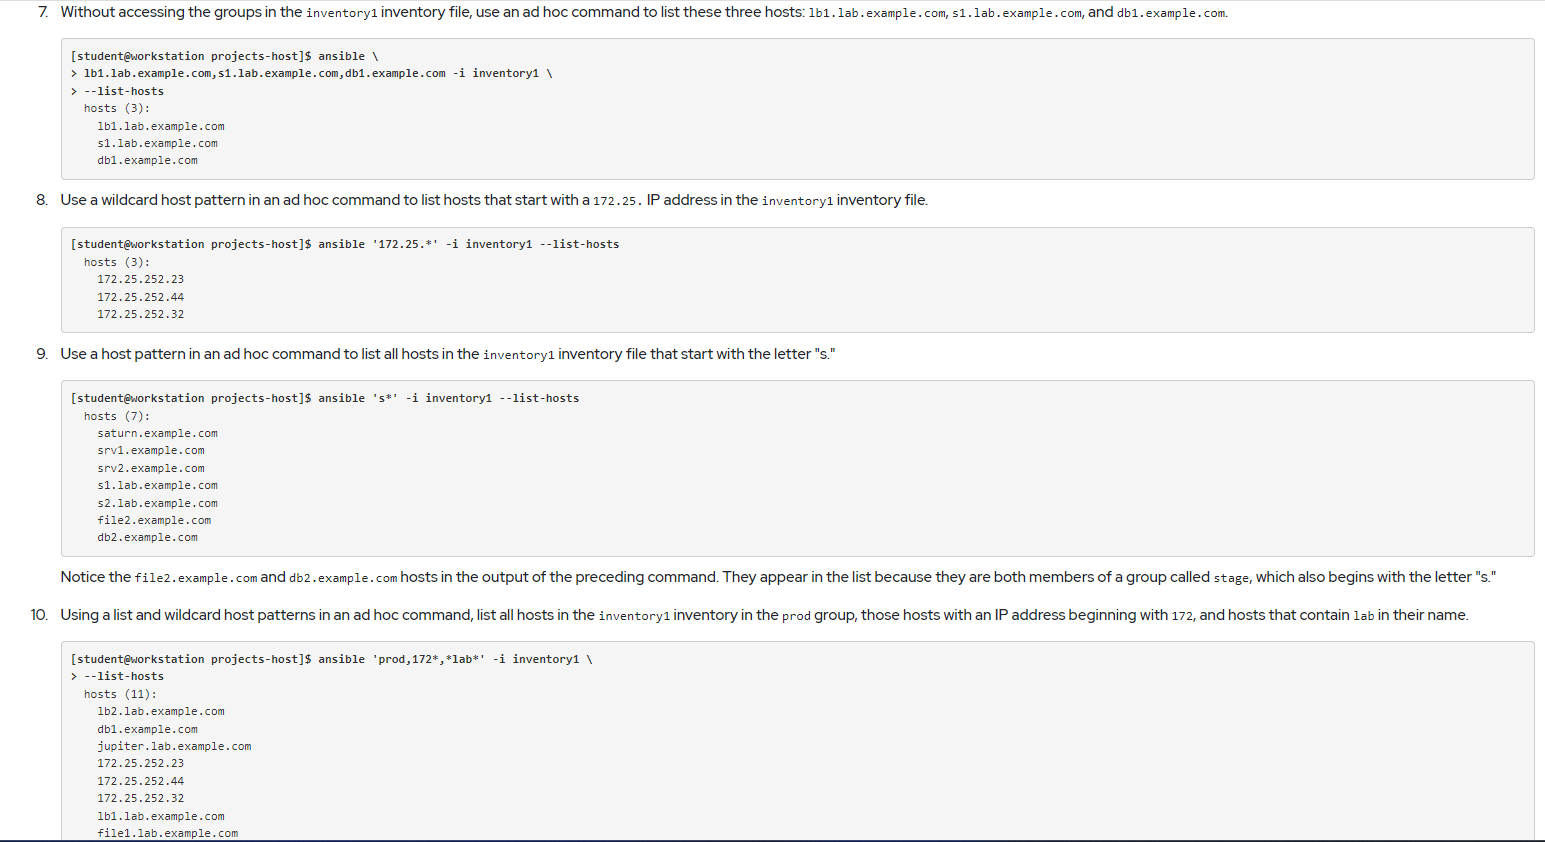 7. Without accessing the groups in the inventory1 inventory file, use an ad hoc command to list these three hosts: lb1.lab.example.com, s1.lab.example.com, and db1.example.com.
[student@workstation projects-host]$ ansible \
> lb1.lab.example.com,s1.lab.example.com,db1.example.com -i inventory1 \
> --list-hosts
hosts (3):
lb1.lab.example.com
s1.lab.example.com
db1.example.com
8. Use a wildcard host pattern in an ad hoc command to list hosts that start with a 172.25. IP address in the inventory1 inventory file.
[student@workstation projects-host]$ ansible '172.25.*' -i inventory1 --list-hosts
hosts (3):
172.25.252.23
172.25.252.44
172.25.252.32
9. Use a host pattern in an ad hoc command to list all hosts in the inventory1 inventory file that start with the letter "s."
[student@workstation projects-host]$ ansible 's*' -i inventory1 --list-hosts
hosts (7):
saturn.example.com
srv1.example.com
srv2.example.com
s1.lab.example.com
s2.lab.example.com
file2.example.com
db2.example.com
Notice the file2.example.com and db2.example.com hosts in the output of the preceding command. They appear in the list because they are both members of a group called stage, which also begins with the letter "s."
10. Using a list and wildcard host patterns in an ad hoc command, list all hosts in the inventory1 inventory in the prod group, those hosts with an IP address beginning with 172, and hosts that contain lab in their name.
[student@workstation projects-host]$ ansible 'prod,172*,*lab*' -i inventory1 \
> --list-hosts
hosts (11):
lb2.lab.example.com
db1.example.com
jupiter.lab.example.com
172.25.252.23
172.25.252.44
172.25.252.32
lb1.lab.example.com
file1.lab.example.com